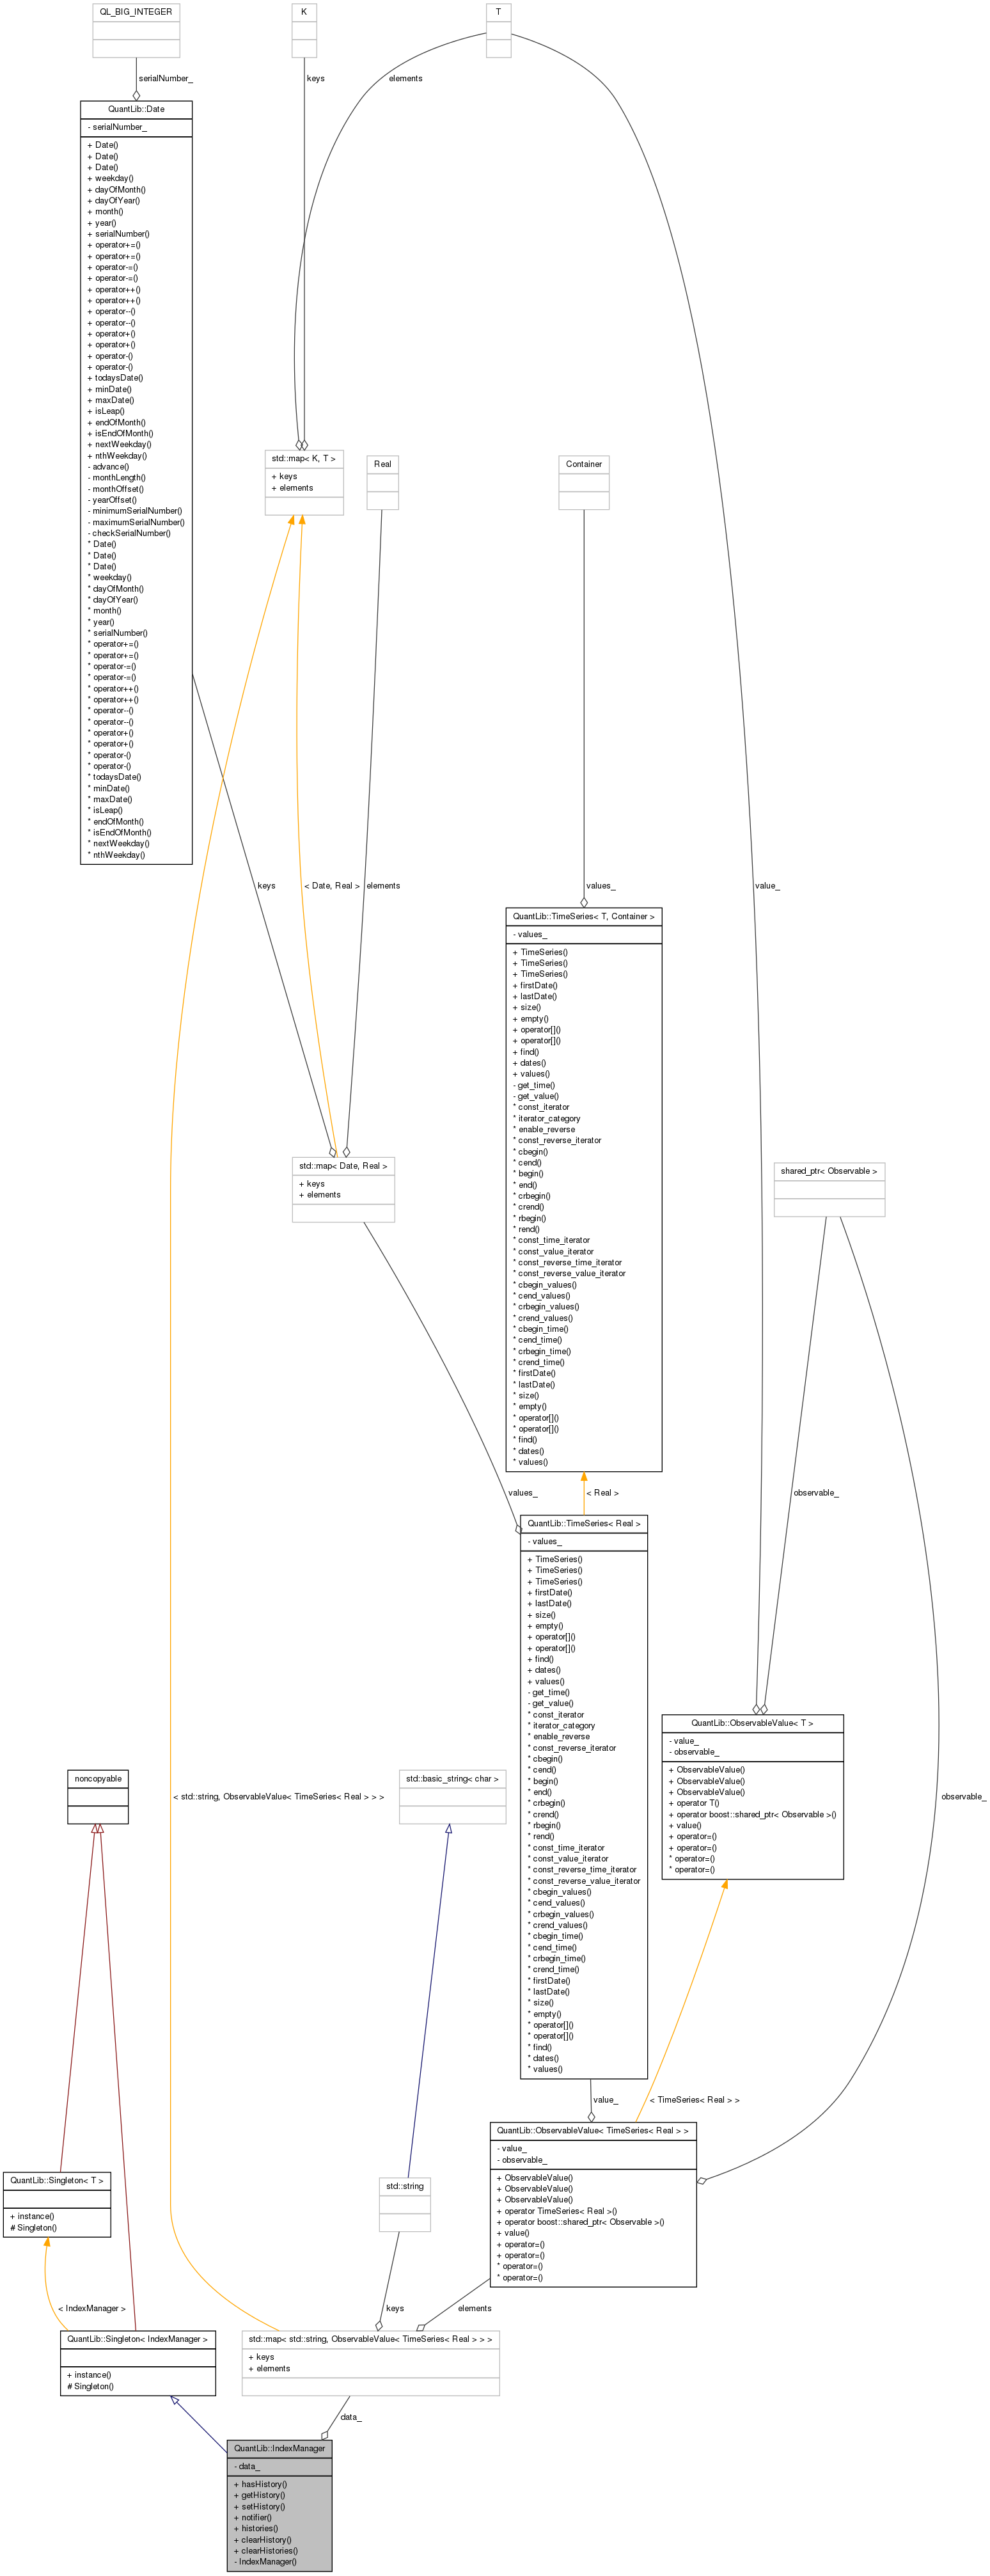 QL_BIG_INTEGER
K
T
serialNumber_
keys
elements
QuantLib::Date
- serialNumber_
+ Date()
+ Date()
+ Date()
+ weekday()
+ dayOfMonth()
+ dayOfYear()
+ month()
+ year()
+ serialNumber()
+ operator+=()
+ operator+=()
+ operator-=()
+ operator-=()
+ operator++()
+ operator++()
+ operator--()
+ operator--()
+ operator+()
+ operator+()
+ operator-()
+ operator-()
+ todaysDate()
+ minDate()
+ maxDate()
+ isLeap()
+ endOfMonth()
+ isEndOfMonth()
+ nextWeekday()
+ nthWeekday()
- advance()
- monthLength()
- monthOffset()
- yearOffset()
- minimumSerialNumber()
- maximumSerialNumber()
- checkSerialNumber()
* Date()
* Date()
* Date()
* weekday()
* dayOfMonth()
* dayOfYear()
* month()
* year()
* serialNumber()
* operator+=()
* operator+=()
* operator-=()
* operator-=()
* operator++()
* operator++()
* operator--()
* operator--()
* operator+()
* operator+()
* operator-()
* operator-()
* todaysDate()
* minDate()
* maxDate()
* isLeap()
* endOfMonth()
* isEndOfMonth()
* nextWeekday()
* nthWeekday()
std::map< K, T >
+ keys
+ elements
Real
Container
keys
< Date, Real >
elements
values_
value_
QuantLib::TimeSeries< T, Container >
- values_
+ TimeSeries()
+ TimeSeries()
+ TimeSeries()
+ firstDate()
+ lastDate()
+ size()
+ empty()
+ operator[]()
+ operator[]()
+ find()
+ dates()
+ values()
- get_time()
- get_value()
* const_iterator
* iterator_category
* enable_reverse
* const_reverse_iterator
* cbegin()
* cend()
* begin()
* end()
* crbegin()
* crend()
* rbegin()
* rend()
* const_time_iterator
* const_value_iterator
* const_reverse_time_iterator
* const_reverse_value_iterator
* cbegin_values()
* cend_values()
* crbegin_values()
* crend_values()
* cbegin_time()
* cend_time()
* crbegin_time()
* crend_time()
* firstDate()
* lastDate()
* size()
* empty()
* operator[]()
* operator[]()
* find()
* dates()
* values()
std::map< Date, Real >
+ keys
+ elements
shared_ptr< Observable >
values_
< Real >
observable_
QuantLib::TimeSeries< Real >
- values_
+ TimeSeries()
+ TimeSeries()
+ TimeSeries()
+ firstDate()
+ lastDate()
+ size()
+ empty()
+ operator[]()
+ operator[]()
+ find()
+ dates()
+ values()
- get_time()
- get_value()
* const_iterator
* iterator_category
* enable_reverse
* const_reverse_iterator
* cbegin()
* cend()
* begin()
* end()
* crbegin()
* crend()
* rbegin()
* rend()
* const_time_iterator
* const_value_iterator
* const_reverse_time_iterator
* const_reverse_value_iterator
* cbegin_values()
* cend_values()
* crbegin_values()
* crend_values()
* cbegin_time()
* cend_time()
* crbegin_time()
* crend_time()
* firstDate()
* lastDate()
* size()
* empty()
* operator[]()
* operator[]()
* find()
* dates()
* values()
QuantLib::ObservableValue< T >
- value_
- observable_
+ ObservableValue()
+ ObservableValue()
+ ObservableValue()
+ operator T()
+ operator boost::shared_ptr< Observable >()
+ value()
+ operator=()
+ operator=()
* operator=()
* operator=()
noncopyable
< std::string, ObservableValue< TimeSeries< Real > > >
std::basic_string< char >
observable_
value_
< TimeSeries< Real > >
QuantLib::ObservableValue< TimeSeries< Real > >
- value_
- observable_
+ ObservableValue()
+ ObservableValue()
+ ObservableValue()
+ operator TimeSeries< Real >()
+ operator boost::shared_ptr< Observable >()
+ value()
+ operator=()
+ operator=()
* operator=()
* operator=()
QuantLib::Singleton< T >
+ instance()
# Singleton()
std::string
< IndexManager >
keys
elements
QuantLib::Singleton< IndexManager >
+ instance()
# Singleton()
std::map< std::string, ObservableValue< TimeSeries< Real > > >
+ keys
+ elements
data_
QuantLib::IndexManager
- data_
+ hasHistory()
+ getHistory()
+ setHistory()
+ notifier()
+ histories()
+ clearHistory()
+ clearHistories()
- IndexManager()